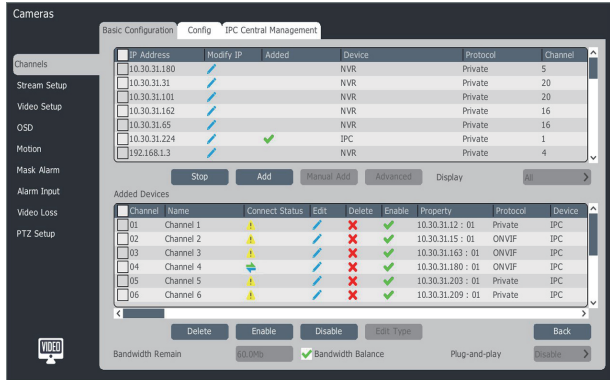 Cameras
Basic Configuration Config IPC Central Management
Channels
Stream Setup
Video Setup
OSD
Motion
Mask Alarm
Alarm Input
Video Loss
PTZ Setup
IP Address Modify IP Added Device Protocol Channel
10.30.31.180 NVR Private 5
10.30.31.31 NVR Private 20
10.30.31.101 NVR Private 20
10.30.31.162 NVR Private 16
10.30.31.65 NVR Private 16
10.30.31.224 IPC Private 1
192.168.1.3 NVR Private 4
Stop Add Manual Add Advanced Display All
Added Devices
Channel Name Connect Status Edit Delete Enable Property Protocol Device
01 Channel 1 10.30.31.12 : 01 Private IPC
02 Channel 2 10.30.31.15 : 01 ONVIF IPC
03 Channel 3 10.30.31.163 : 01 ONVIF IPC
04 Channel 4 10.30.31.180 : 01 ONVIF IPC
05 Channel 5 10.30.31.203 : 01 Private IPC
06 Channel 6 10.30.31.209 : 01 Private IPC
Delete Enable Disable Edit Type Back
Bandwidth Remain 60.0Mb Bandwidth Balance Plug-and-play Disable
VIDEO